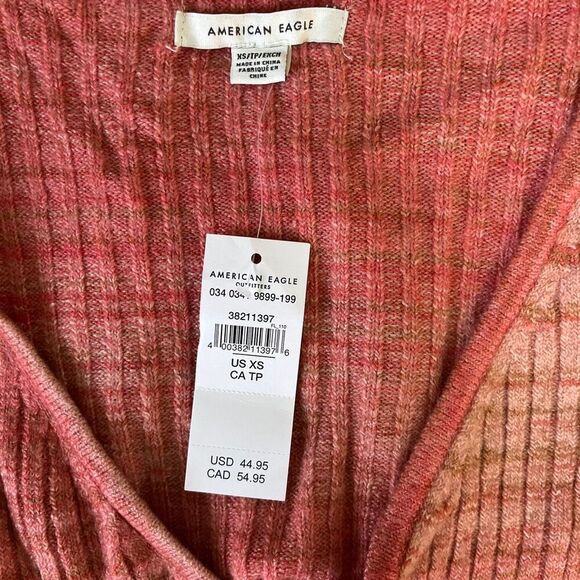 AMERICAN EAGLE
XS/TP/EXCH
MADE IN CHINA
FABRIQUÉ EN
CHINE
AMERICAN EAGLE
OUTFITTERS
034 9899-199
38211397
FL_110
4 00382 11397 6
US XS
CA TP
USD 44.95
CAD 54.95